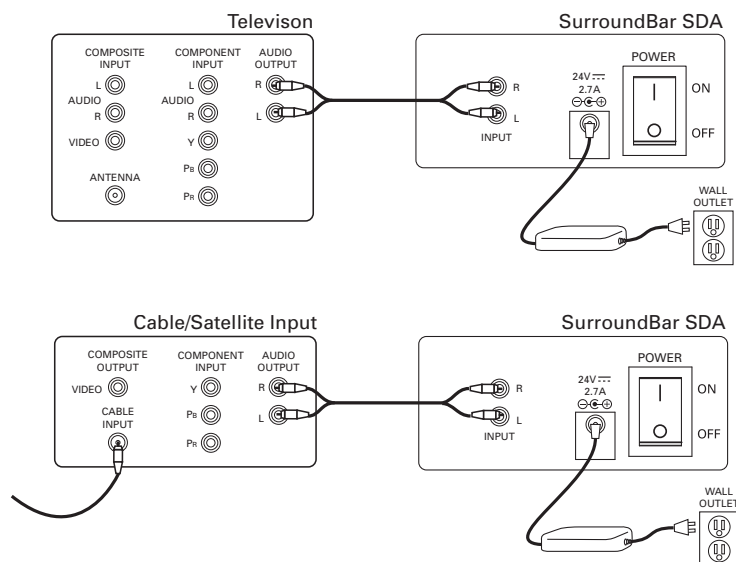 Televison
SurroundBar SDA
COMPOSITE
INPUT
L
AUDIO
R
VIDEO
ANTENNA
COMPONENT
INPUT
L
AUDIO
R
Y
PB
PR
AUDIO
OUTPUT
R
L
R
L
INPUT
24V
2.7A
POWER
ON
OFF
WALL
OUTLET
Cable/Satellite Input
SurroundBar SDA
COMPOSITE
OUTPUT
VIDEO
CABLE
INPUT
COMPONENT
INPUT
Y
PB
PR
AUDIO
OUTPUT
R
L
R
L
INPUT
24V
2.7A
POWER
ON
OFF
WALL
OUTLET